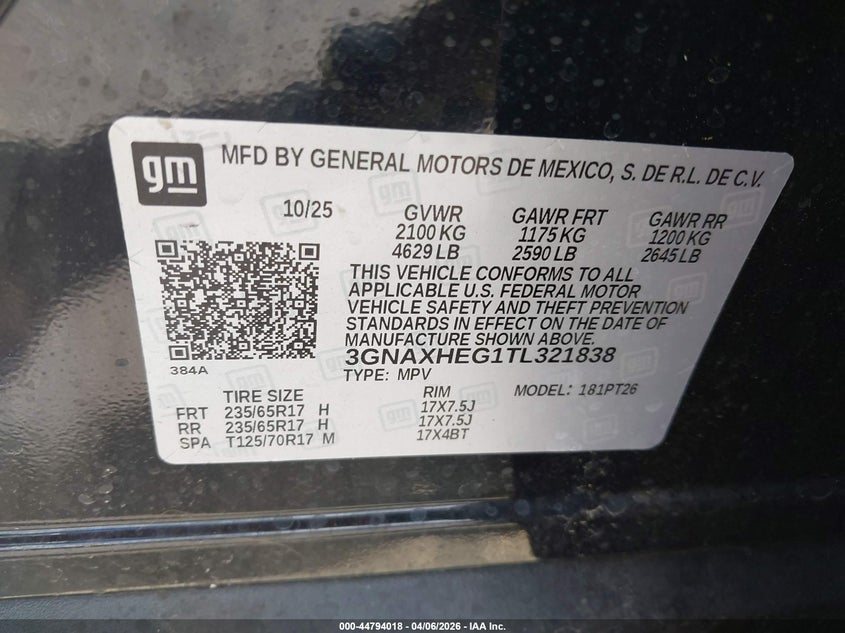 gm
MFD BY GENERAL MOTORS DE MEXICO, S. DE R.L. DE C.V.
10/25 GVWR GAWR FRT GAWR RR
2100 KG 1175 KG 1200 KG
4629 LB 2590 LB 2645 LB
THIS VEHICLE CONFORMS TO ALL
APPLICABLE U.S. FEDERAL MOTOR
VEHICLE SAFETY AND THEFT PREVENTION
STANDARDS IN EFFECT ON THE DATE OF
MANUFACTURE SHOWN ABOVE.
3GNAXHEG1TL321838
384A
TYPE: MPV
TIRE SIZE RIM MODEL: 181PT26
FRT 235/65R17 H 17X7.5J
RR 235/65R17 H 17X7.5J
SPA T125/70R17 M 17X4BT
000-44794018 - 04/06/2026 - IAA Inc.